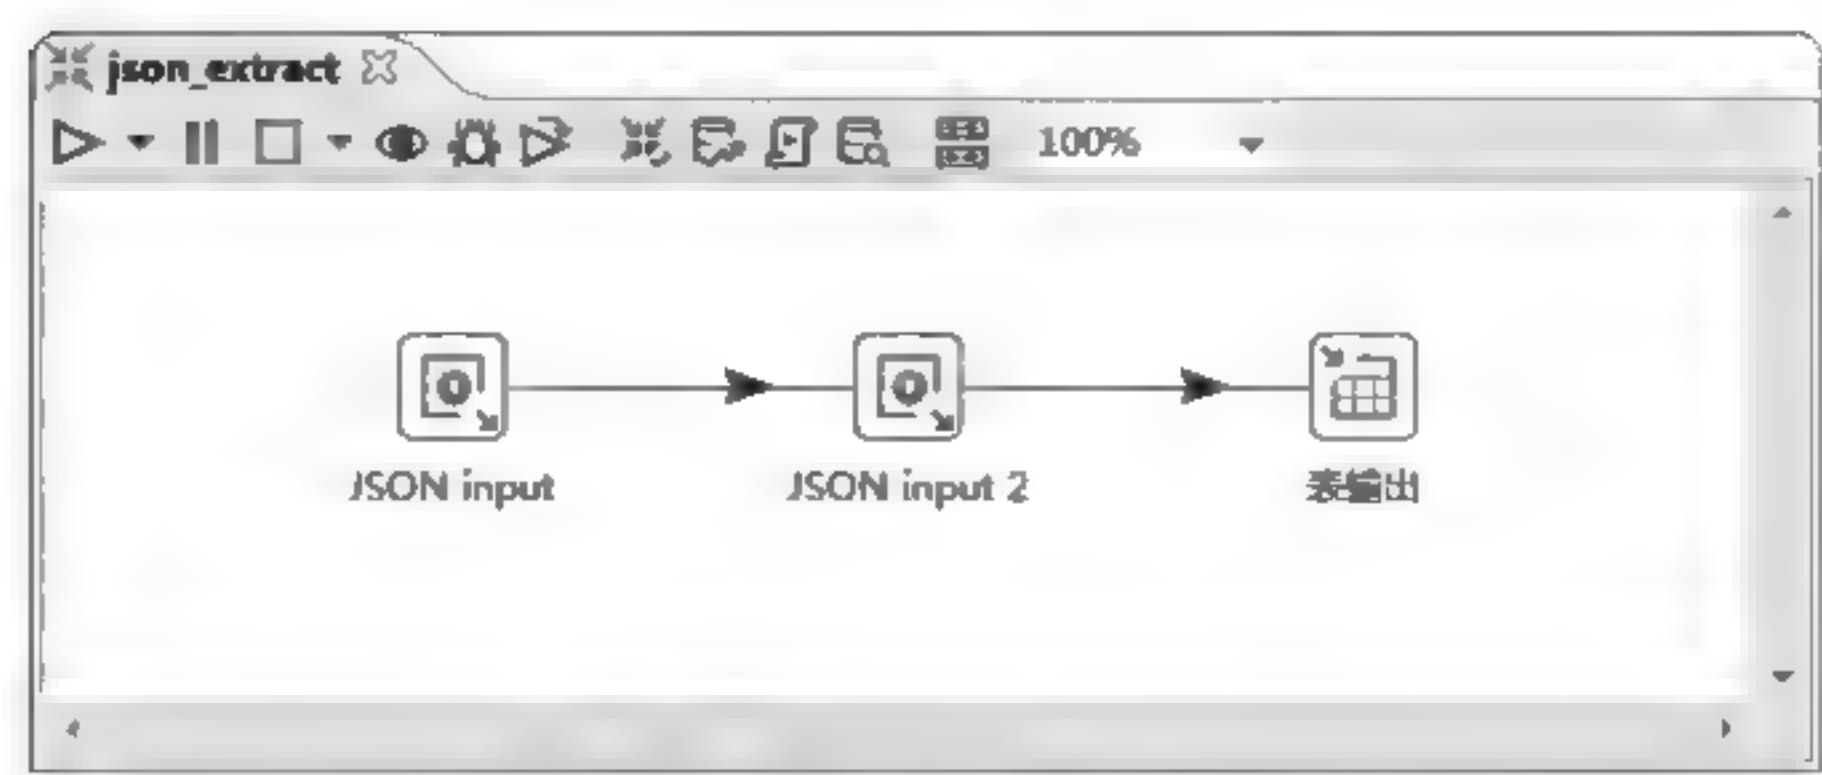 json_extract
100%
JSON input
JSON input 2
表输出